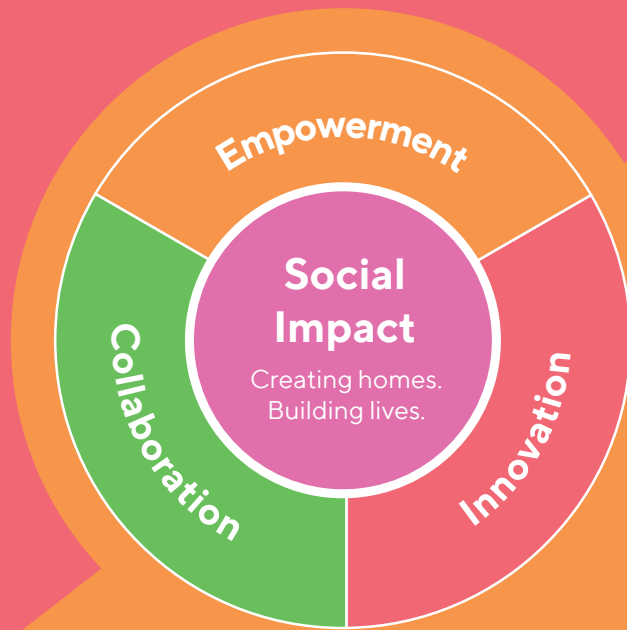 Empowerment
Social
Impact
Creating homes.
Building lives.
Collaboration
Innovation